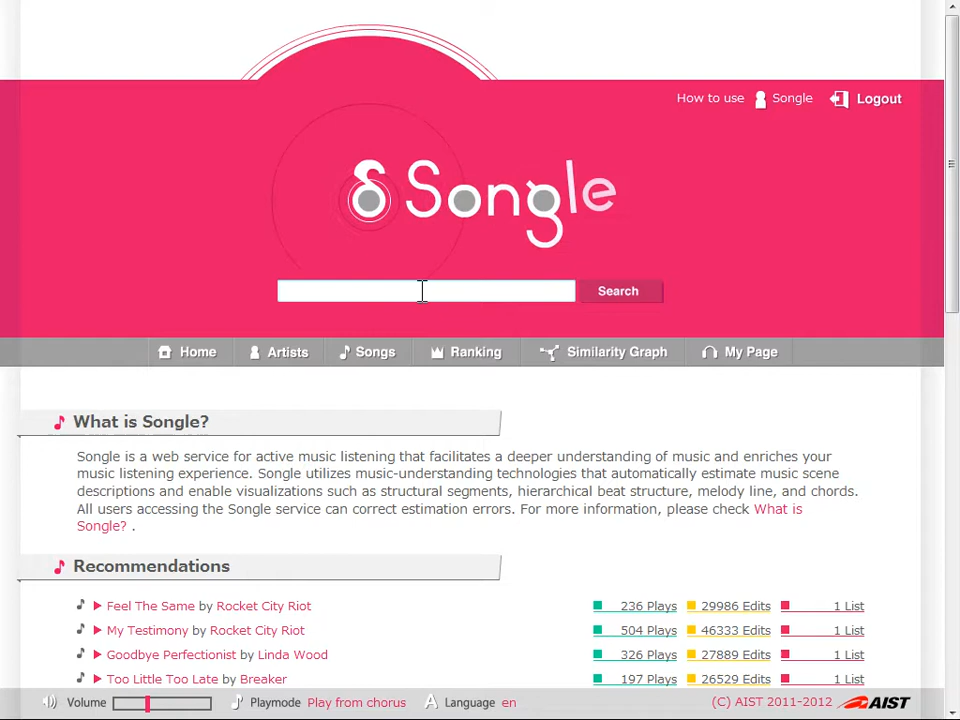 How to use Songle Logout
Songle
Search
Home Artists Songs Ranking Similarity Graph My Page
What is Songle?
Songle is a web service for active music listening that facilitates a deeper understanding of music and enriches your
music listening experience. Songle utilizes music-understanding technologies that automatically estimate music scene
descriptions and enable visualizations such as structural segments, hierarchical beat structure, melody line, and chords.
All users accessing the Songle service can correct estimation errors. For more information, please check What is
Songle? .
Recommendations
Feel The Same by Rocket City Riot 236 Plays 29986 Edits 1 List
My Testimony by Rocket City Riot 504 Plays 46333 Edits 1 List
Goodbye Perfectionist by Linda Wood 326 Plays 27889 Edits 1 List
Too Little Too Late by Breaker 197 Plays 26529 Edits 1 List
Volume Playmode Play from chorus A Language en (C) AIST 2011-2012 AIST